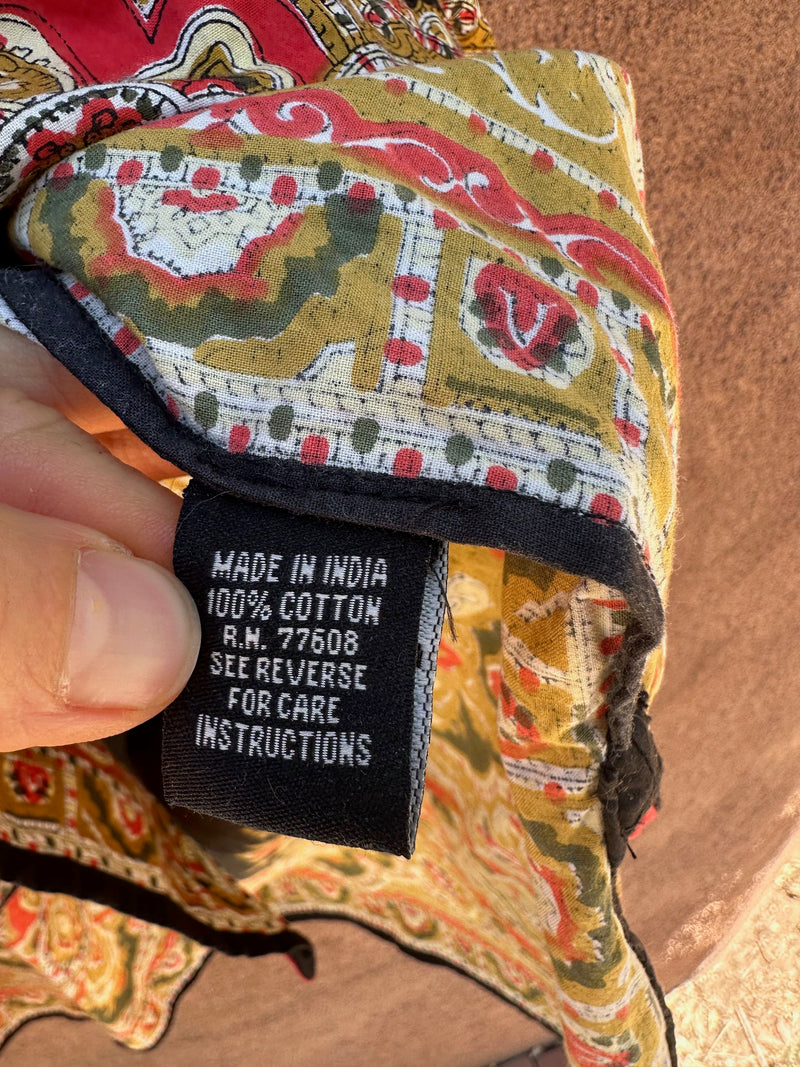 MADE IN INDIA
100% COTTON
R.N. 77608
SEE REVERSE
FOR CARE
INSTRUCTIONS